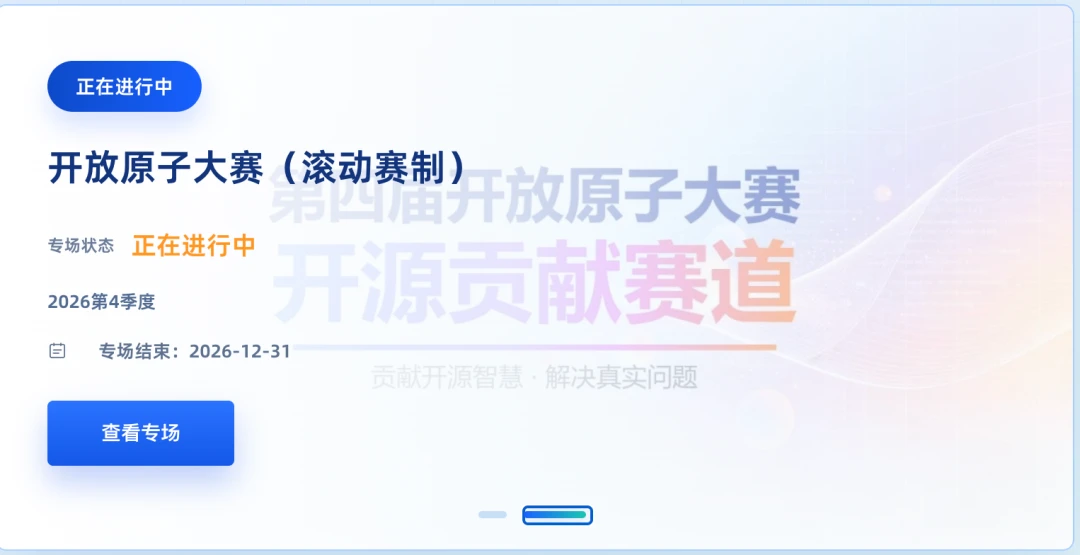 正在进行中
开放原子大赛（滚动赛制）
第四届开放原子大赛
专场状态 正在进行中
开源贡献赛道
2026第4季度
专场结束：2026-12-31
贡献开源智慧·解决真实问题
查看专场